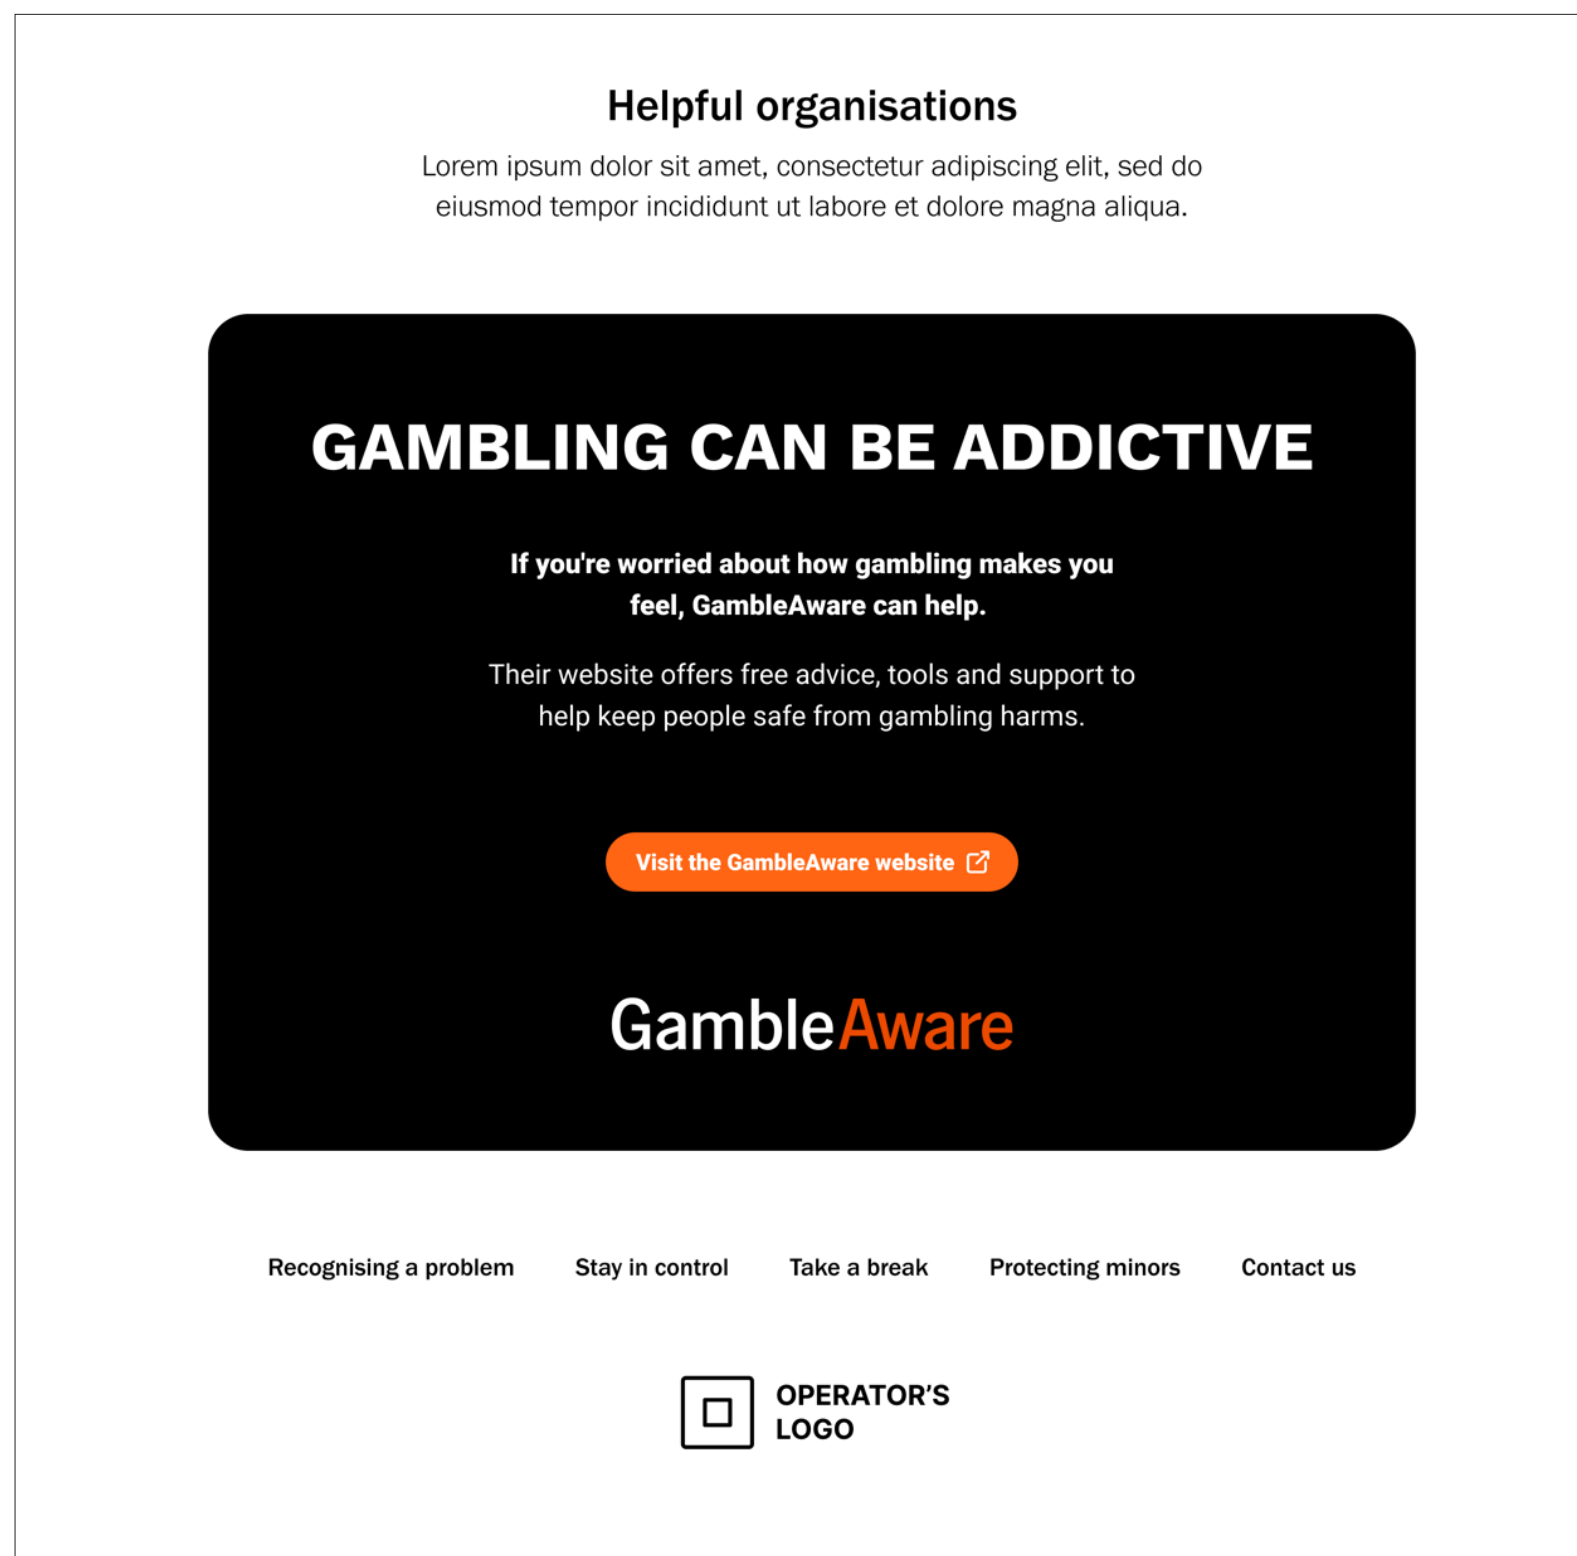 Helpful organisations
Lorem ipsum dolor sit amet, consectetur adipiscing elit, sed do
eiusmod tempor incididunt ut labore et dolore magna aliqua.
GAMBLING CAN BE ADDICTIVE
If you're worried about how gambling makes you
feel, GambleAware can help.
Their website offers free advice, tools and support to
help keep people safe from gambling harms.
Visit the GambleAware website
GambleAware
Recognising a problem Stay in control Take a break Protecting minors Contact us
OPERATOR’S
LOGO